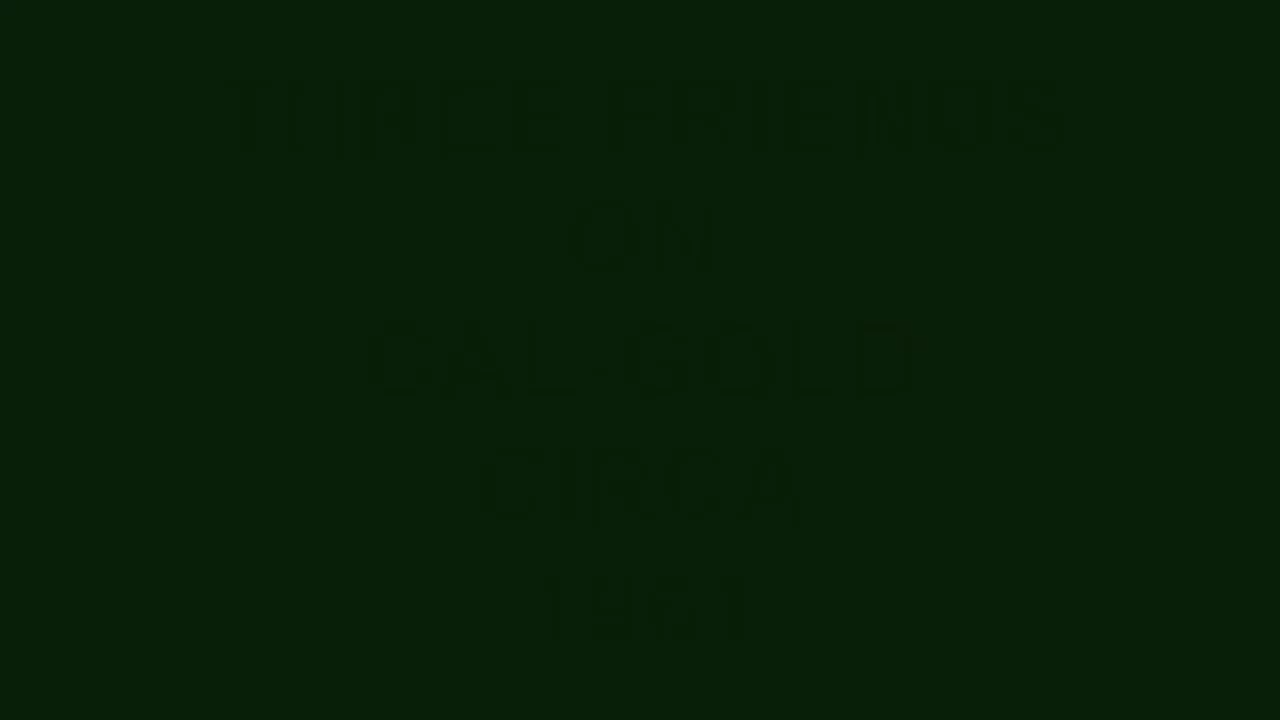 THREE FRIENDS
ON
CAL-GOLD
CIRCA
1961